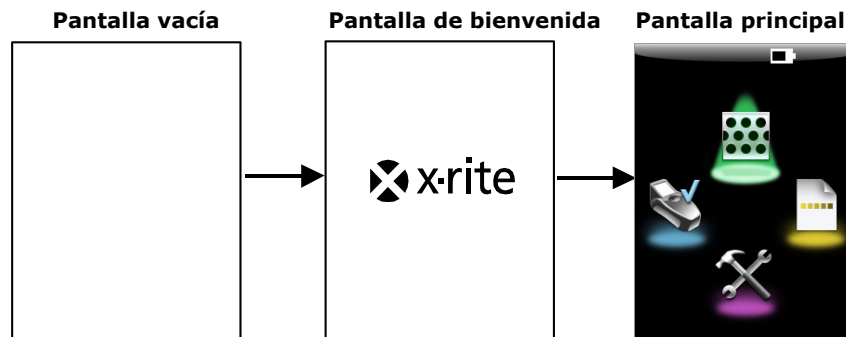 Pantalla vacía
Pantalla de bienvenida
Pantalla principal
x·rite